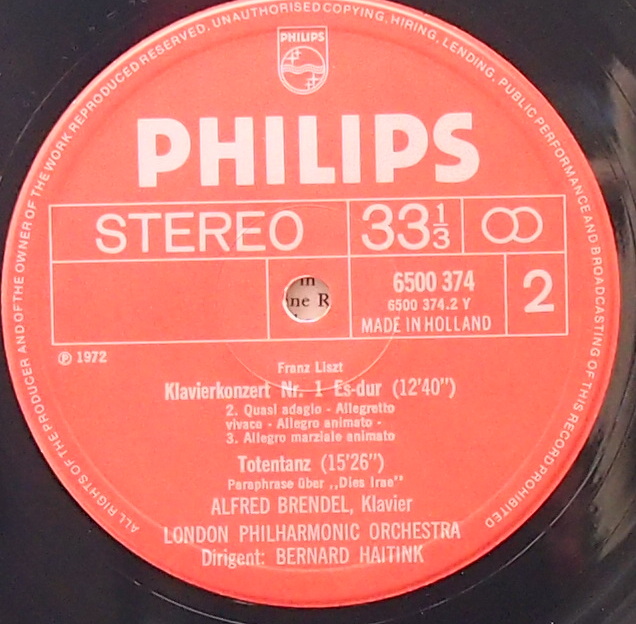 ALL RIGHTS OF THE PRODUCER AND OF THE OWNER OF THE WORK REPRODUCED RESERVED. UNAUTHORISED COPYING, HIRING, LENDING, PUBLIC PERFORMANCE AND BROADCASTING OF THIS RECORD PROHIBITED
PHILIPS
PHILIPS
STEREO 33 1/3
in
ne R
6500 374
6500 374.2 Y
MADE IN HOLLAND
2
℗ 1972
Franz Liszt
Klavierkonzert Nr. 1 Es-dur (12'40")
2. Quasi adagio - Allegretto
vivace - Allegro animato -
3. Allegro marziale animato
Totentanz (15'26")
Paraphrase über „Dies Irae"
ALFRED BRENDEL, Klavier
LONDON PHILHARMONIC ORCHESTRA
Dirigent: BERNARD HAITINK